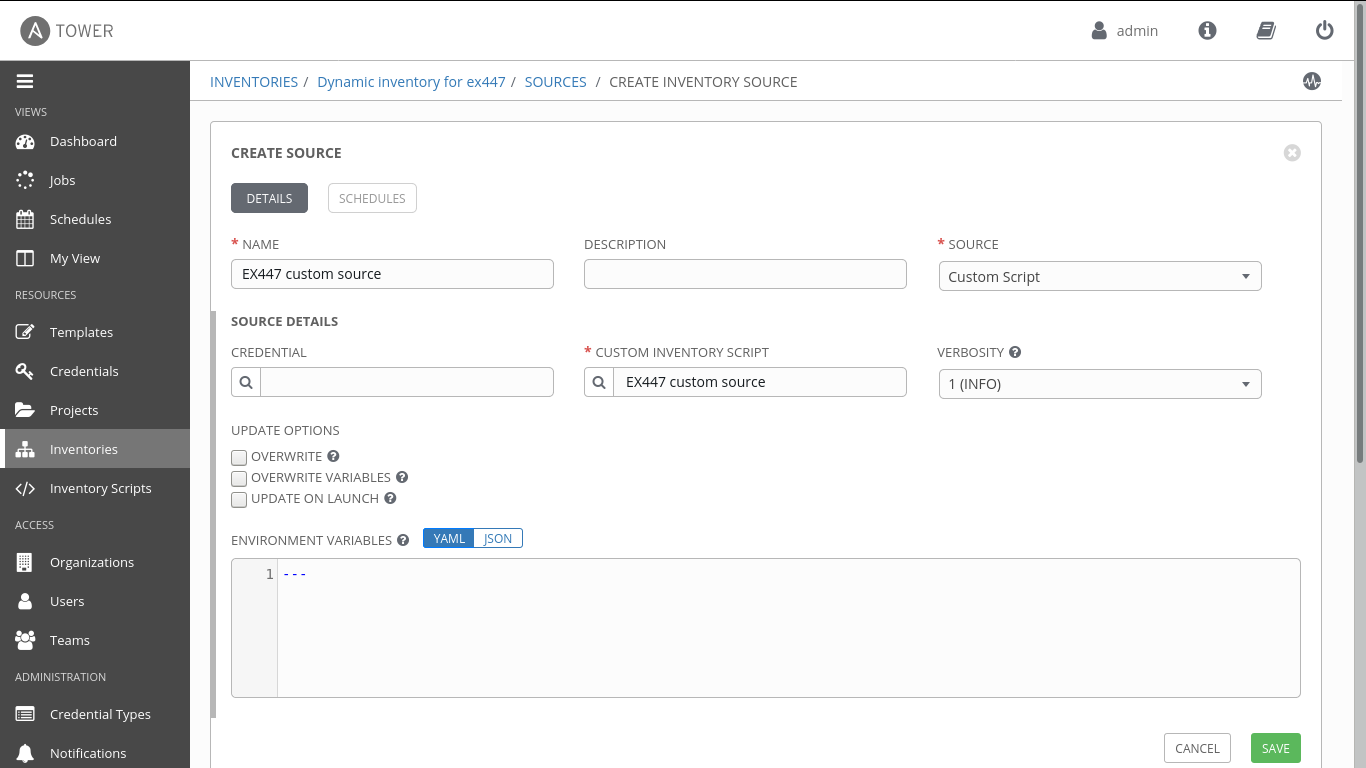 TOWER
admin
INVENTORIES / Dynamic inventory for ex447 / SOURCES / CREATE INVENTORY SOURCE
VIEWS
Dashboard
Jobs
Schedules
My View
RESOURCES
Templates
Credentials
Projects
Inventories
Inventory Scripts
ACCESS
Organizations
Users
Teams
ADMINISTRATION
Credential Types
Notifications
CREATE SOURCE
DETAILS SCHEDULES
* NAME DESCRIPTION * SOURCE
EX447 custom source Custom Script
SOURCE DETAILS
CREDENTIAL * CUSTOM INVENTORY SCRIPT VERBOSITY ?
EX447 custom source 1 (INFO)
UPDATE OPTIONS
OVERWRITE ?
OVERWRITE VARIABLES ?
UPDATE ON LAUNCH ?
ENVIRONMENT VARIABLES ? YAML JSON
1 ---
CANCEL SAVE